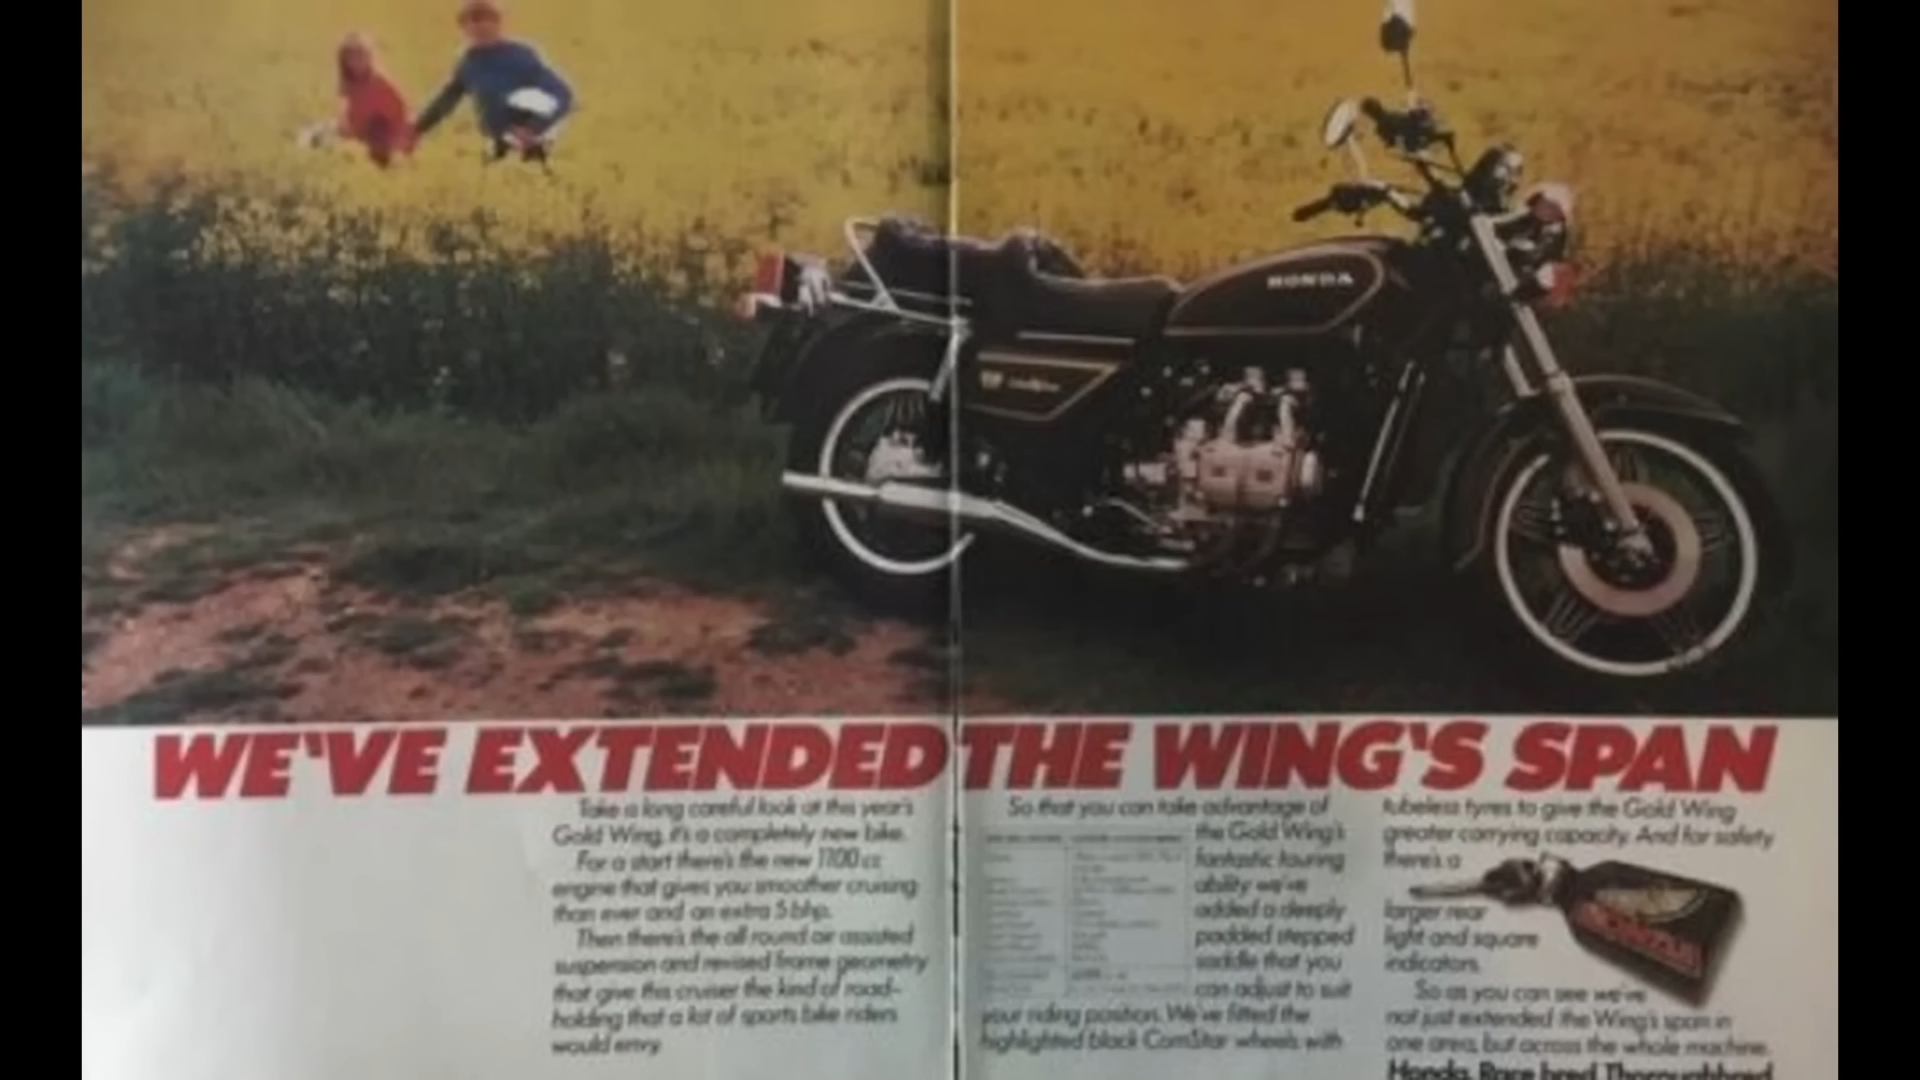 HONDA
WE'VE EXTENDED THE WING'S SPAN
Take a long careful look at this year's
Gold Wing, it's a completely new bike.
For a start there's the new 1100 cc
engine that gives you smoother cruising
than ever and an extra 5 bhp.
Then there's the all round air assisted
suspension and revised frame geometry
that give this cruiser the kind of road-
holding that a lot of sports bike riders
would envy.
So that you can take advantage of
the Gold Wing's
fantastic touring
ability we've
added a deeply
padded stepped
saddle that you
can adjust to suit
your riding position. We've fitted the
highlighted black ComStar wheels with
tubeless tyres to give the Gold Wing
greater carrying capacity. And for safety
there's a
larger rear
light and square
indicators.
So as you can see we've
not just extended the Wing's span in
one area, but across the whole machine.
Honda. Race bred Thoroughbred
HONDA